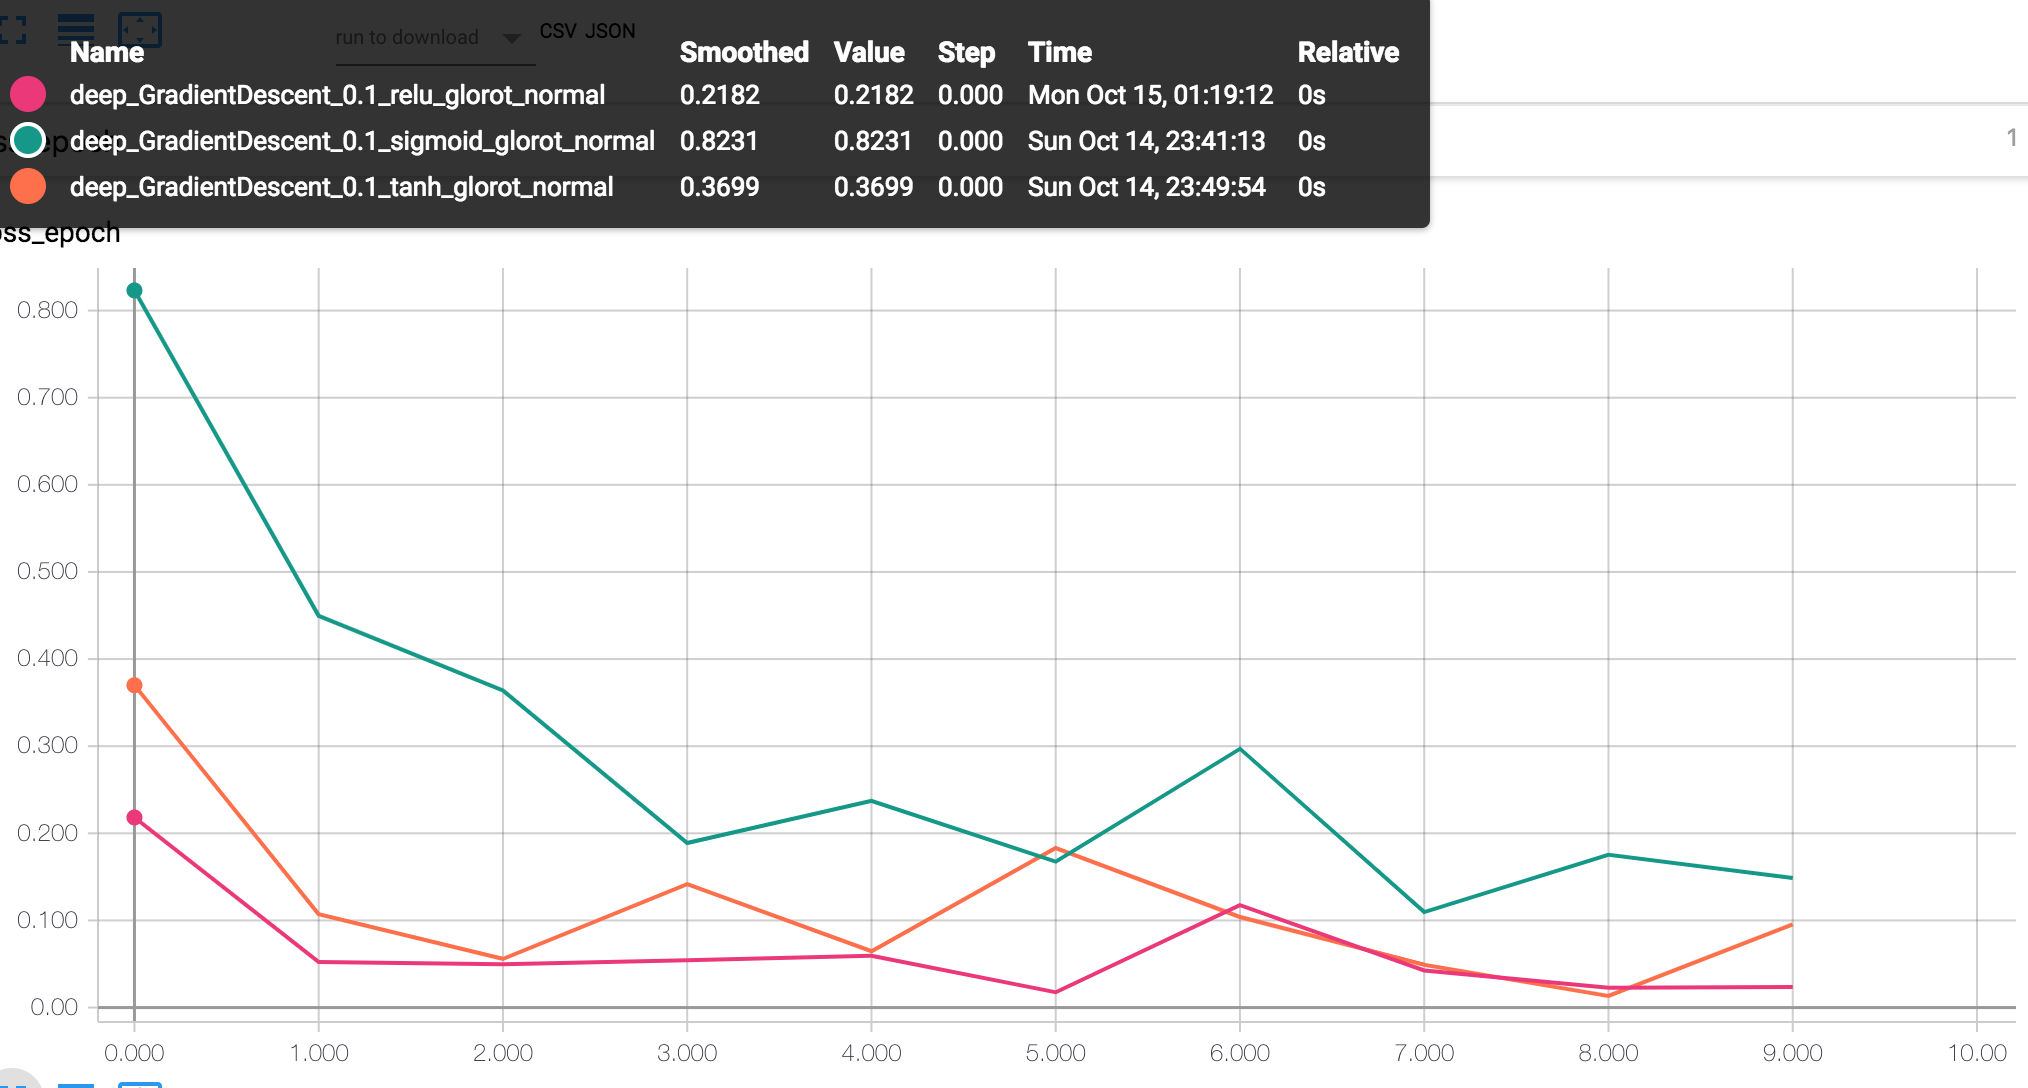 run to download CSV JSON
Name Smoothed Value Step Time Relative
deep_GradientDescent_0.1_relu_glorot_normal 0.2182 0.2182 0.000 Mon Oct 15, 01:19:12 0s
deep_GradientDescent_0.1_sigmoid_glorot_normal 0.8231 0.8231 0.000 Sun Oct 14, 23:41:13 0s
1
deep_GradientDescent_0.1_tanh_glorot_normal 0.3699 0.3699 0.000 Sun Oct 14, 23:49:54 0s
oss_epoch
0.800
0.700
0.600
0.500
0.400
0.300
0.200
0.100
0.00
0.000 1.000 2.000 3.000 4.000 5.000 6.000 7.000 8.000 9.000 10.00